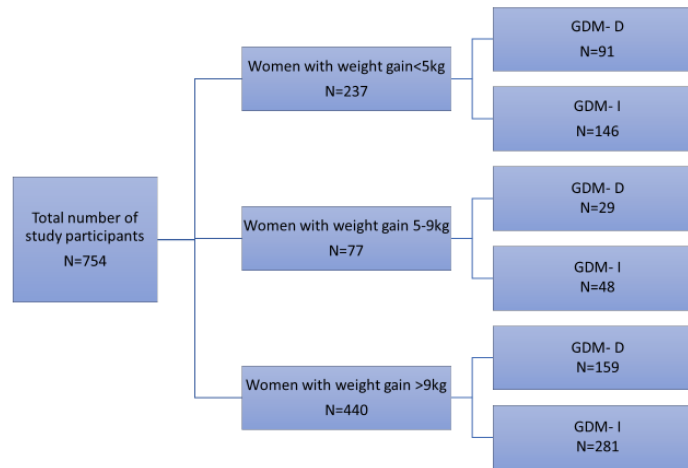 Total number of
study participants
N=754
Women with weight gain<5kg
N=237
GDM- D
N=91
GDM- I
N=146
Women with weight gain 5-9kg
N=77
GDM- D
N=29
GDM- I
N=48
Women with weight gain >9kg
N=440
GDM- D
N=159
GDM- I
N=281